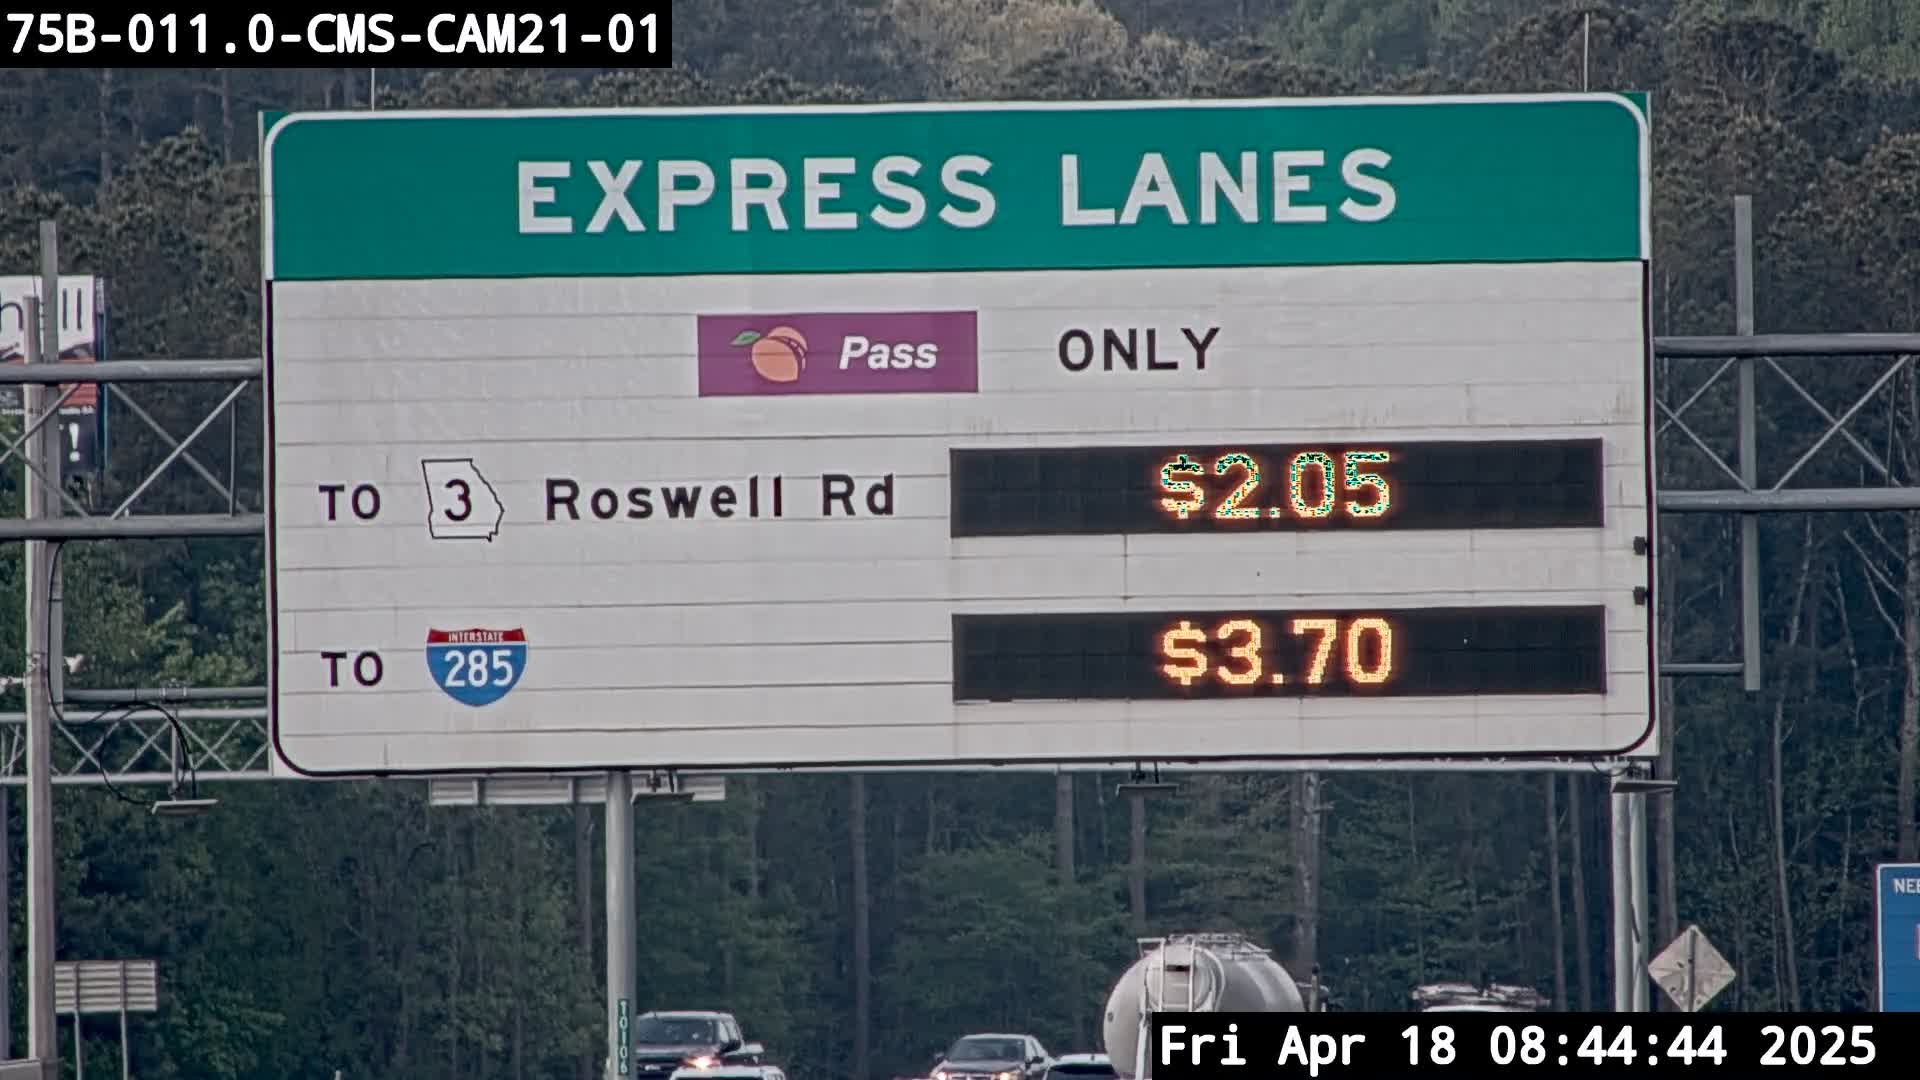 75B-011.0-CMS-CAM21-01
EXPRESS LANES
Pass ONLY
TO 3 Roswell Rd $2.05
TO INTERSTATE 285 $3.70
Fri Apr 18 08:44:44 2025